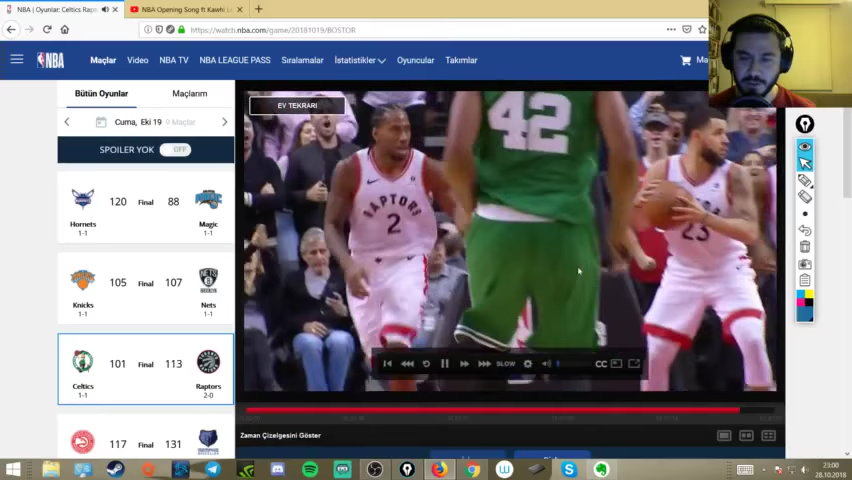 NBA | Oyunlar: Celtics Rap
NBA Opening Song ft Kawhi L
https://watch.nba.com/game/20181019/BOSTOR
NBA
Maçlar
Video
NBA TV
NBA LEAGUE PASS
Sıralamalar
İstatistikler
Oyuncular
Takımlar
Ma
Bütün Oyunlar
Maçlarım
Cuma, Eki 19
9 Maçlar
SPOILER YOK
OFF
120
Final
88
Hornets
Magic
1-1
1-1
105
Final
107
Knicks
Nets
1-1
1-1
101
Final
113
Celtics
Raptors
1-1
2-0
117
Final
131
EV TEKRARI
42
RAPTORS
2
23
SLOW
CC
Zaman Çizelgesini Göster
23:00
28.10.2018